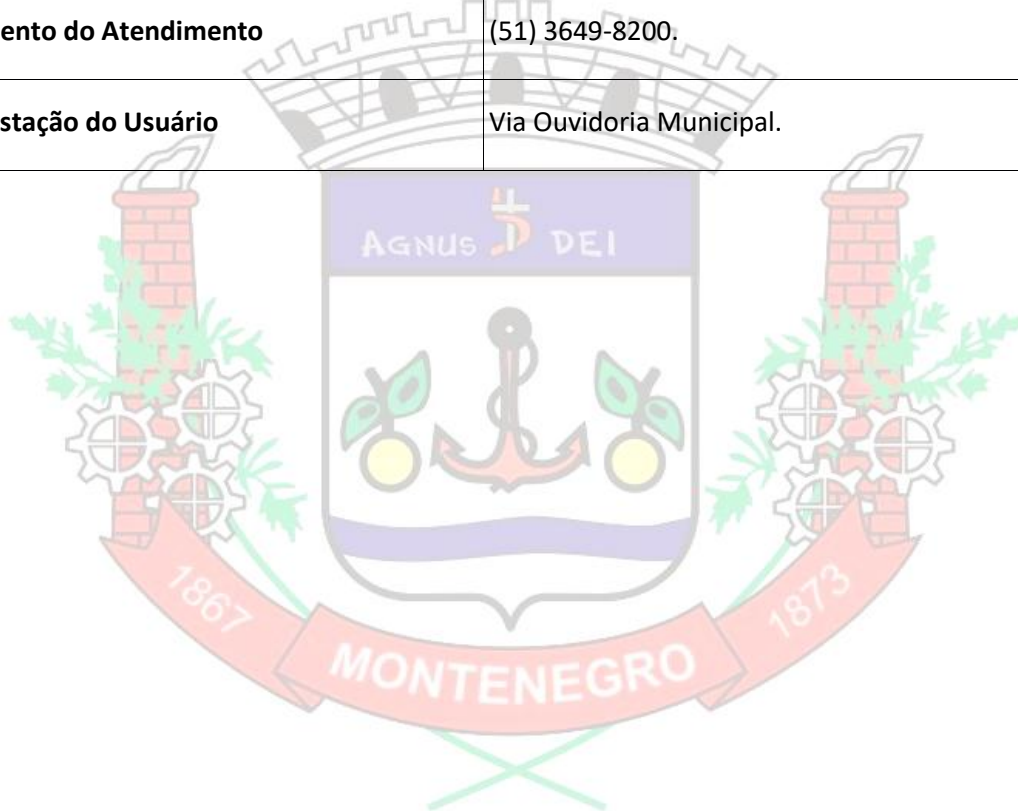 ento do Atendimento (51) 3649-8200.
stação do Usuário Via Ouvidoria Municipal.
AGNUS DEI
1867 MONTENEGRO 1873